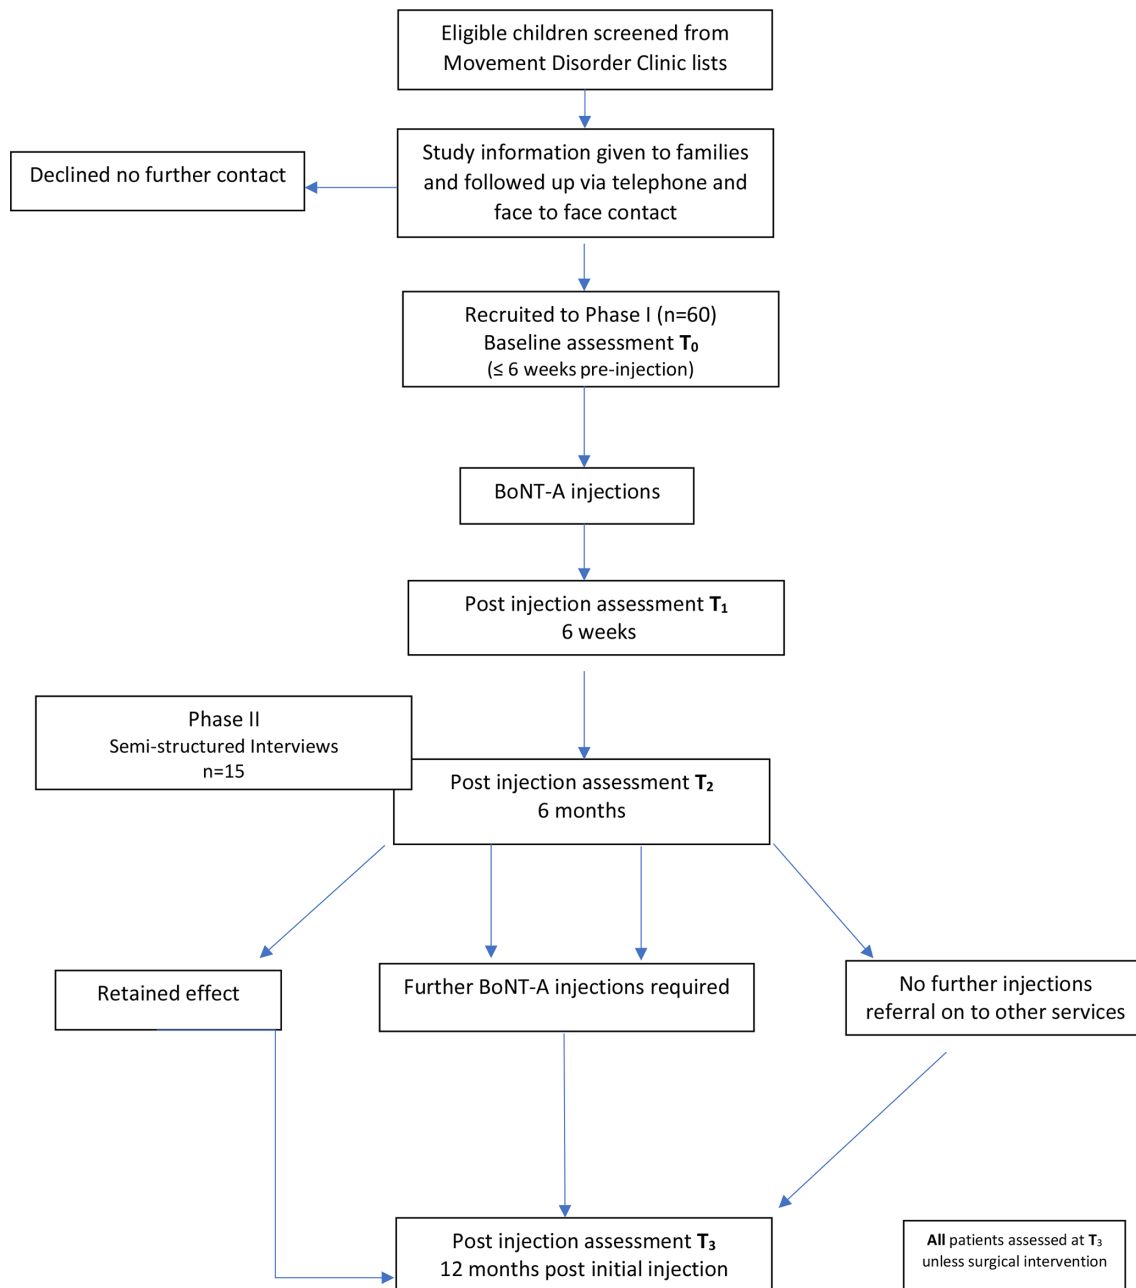 Eligible children screened from
Movement Disorder Clinic lists
Study information given to families
and followed up via telephone and
face to face contact
Declined no further contact
Recruited to Phase I (n=60)
Baseline assessment T₀
(≤ 6 weeks pre-injection)
BoNT-A injections
Post injection assessment T₁
6 weeks
Phase II
Semi-structured Interviews
n=15
Post injection assessment T₂
6 months
Retained effect
Further BoNT-A injections required
No further injections
referral on to other services
Post injection assessment T₃
12 months post initial injection
All patients assessed at T₃
unless surgical intervention